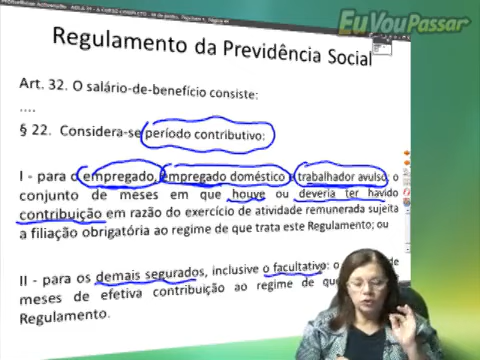 EuVouPassar
Regulamento da Previdência Social
Art. 32. O salário-de-benefício consiste:
....
§ 22. Considera-se período contributivo:
I - para o empregado, empregado doméstico e trabalhador avulso: o
conjunto de meses em que houve ou deveria ter havido
contribuição em razão do exercício de atividade remunerada sujeita
a filiação obrigatória ao regime de que trata este Regulamento; ou
II - para os demais segurados, inclusive o facultativo: o de
meses de efetiva contribuição ao regime de que
Regulamento.